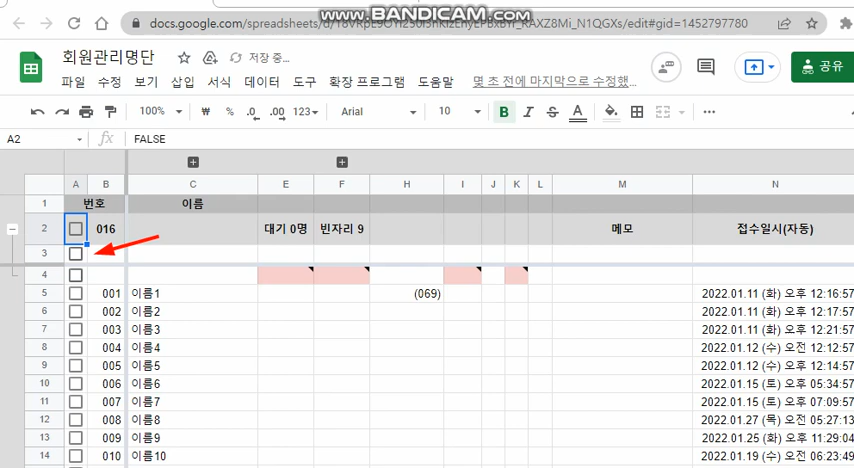 www.BANDICAM.com
docs.google.com/spreadsheets/
N1QGXs/edit#gid=1452797780
회원관리명단
저장 중…
파일 수정 보기 삽입 서식 데이터 도구 확장 프로그램 도움말 몇 초 전에 마지막으로 수정했...
공유
100% ₩ % .0 .00 123 Arial 10 B I S A
A2 fx FALSE
A B C E F H I J K L M N
1 번호 이름
2 016 대기 0명 빈자리 9 메모 접수일시(자동)
3
4
5 001 이름1 (069) 2022.01.11 (화) 오후 12:16:57
6 002 이름2 2022.01.11 (화) 오후 12:17:57
7 003 이름3 2022.01.11 (화) 오후 12:21:57
8 004 이름4 2022.01.12 (수) 오전 12:12:57
9 005 이름5 2022.01.12 (수) 오후 12:14:57
10 006 이름6 2022.01.15 (토) 오후 05:34:57
11 007 이름7 2022.01.15 (토) 오후 07:09:57
12 008 이름8 2022.01.27 (목) 오후 05:27:13
13 009 이름9 2022.01.25 (화) 오후 11:29:04
14 010 이름10 2022.01.19 (수) 오후 06:23:49